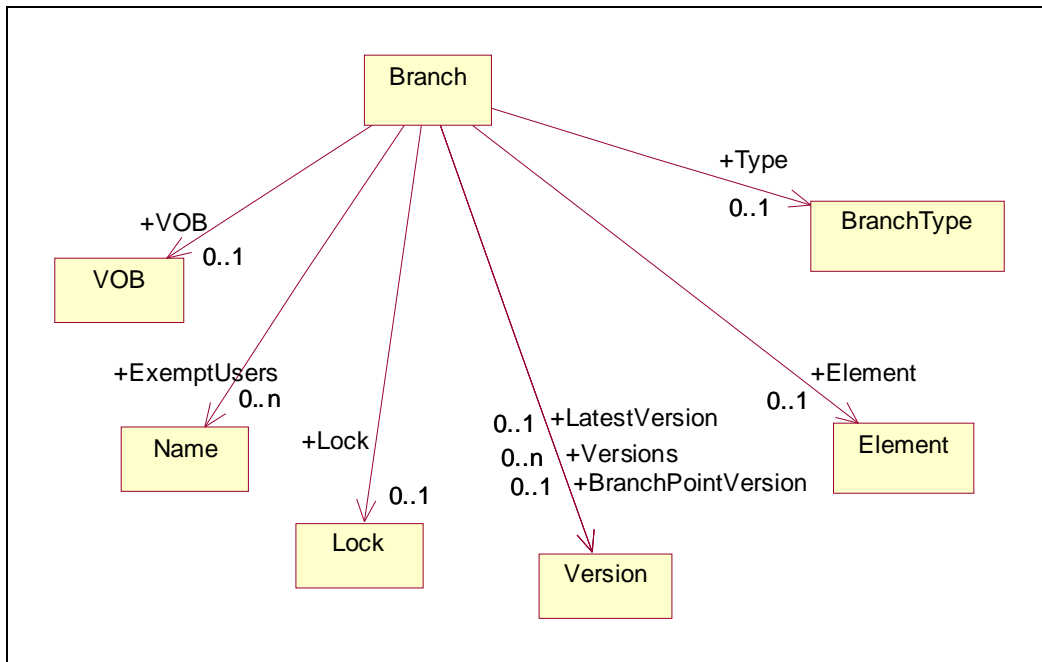 Branch
+Type
0..1
BranchType
+VOB
0..1
VOB
+ExemptUsers
0..n
Name
+Lock
0..1
Lock
0..1 +LatestVersion
0..n +Versions
0..1 +BranchPointVersion
Version
+Element
0..1
Element